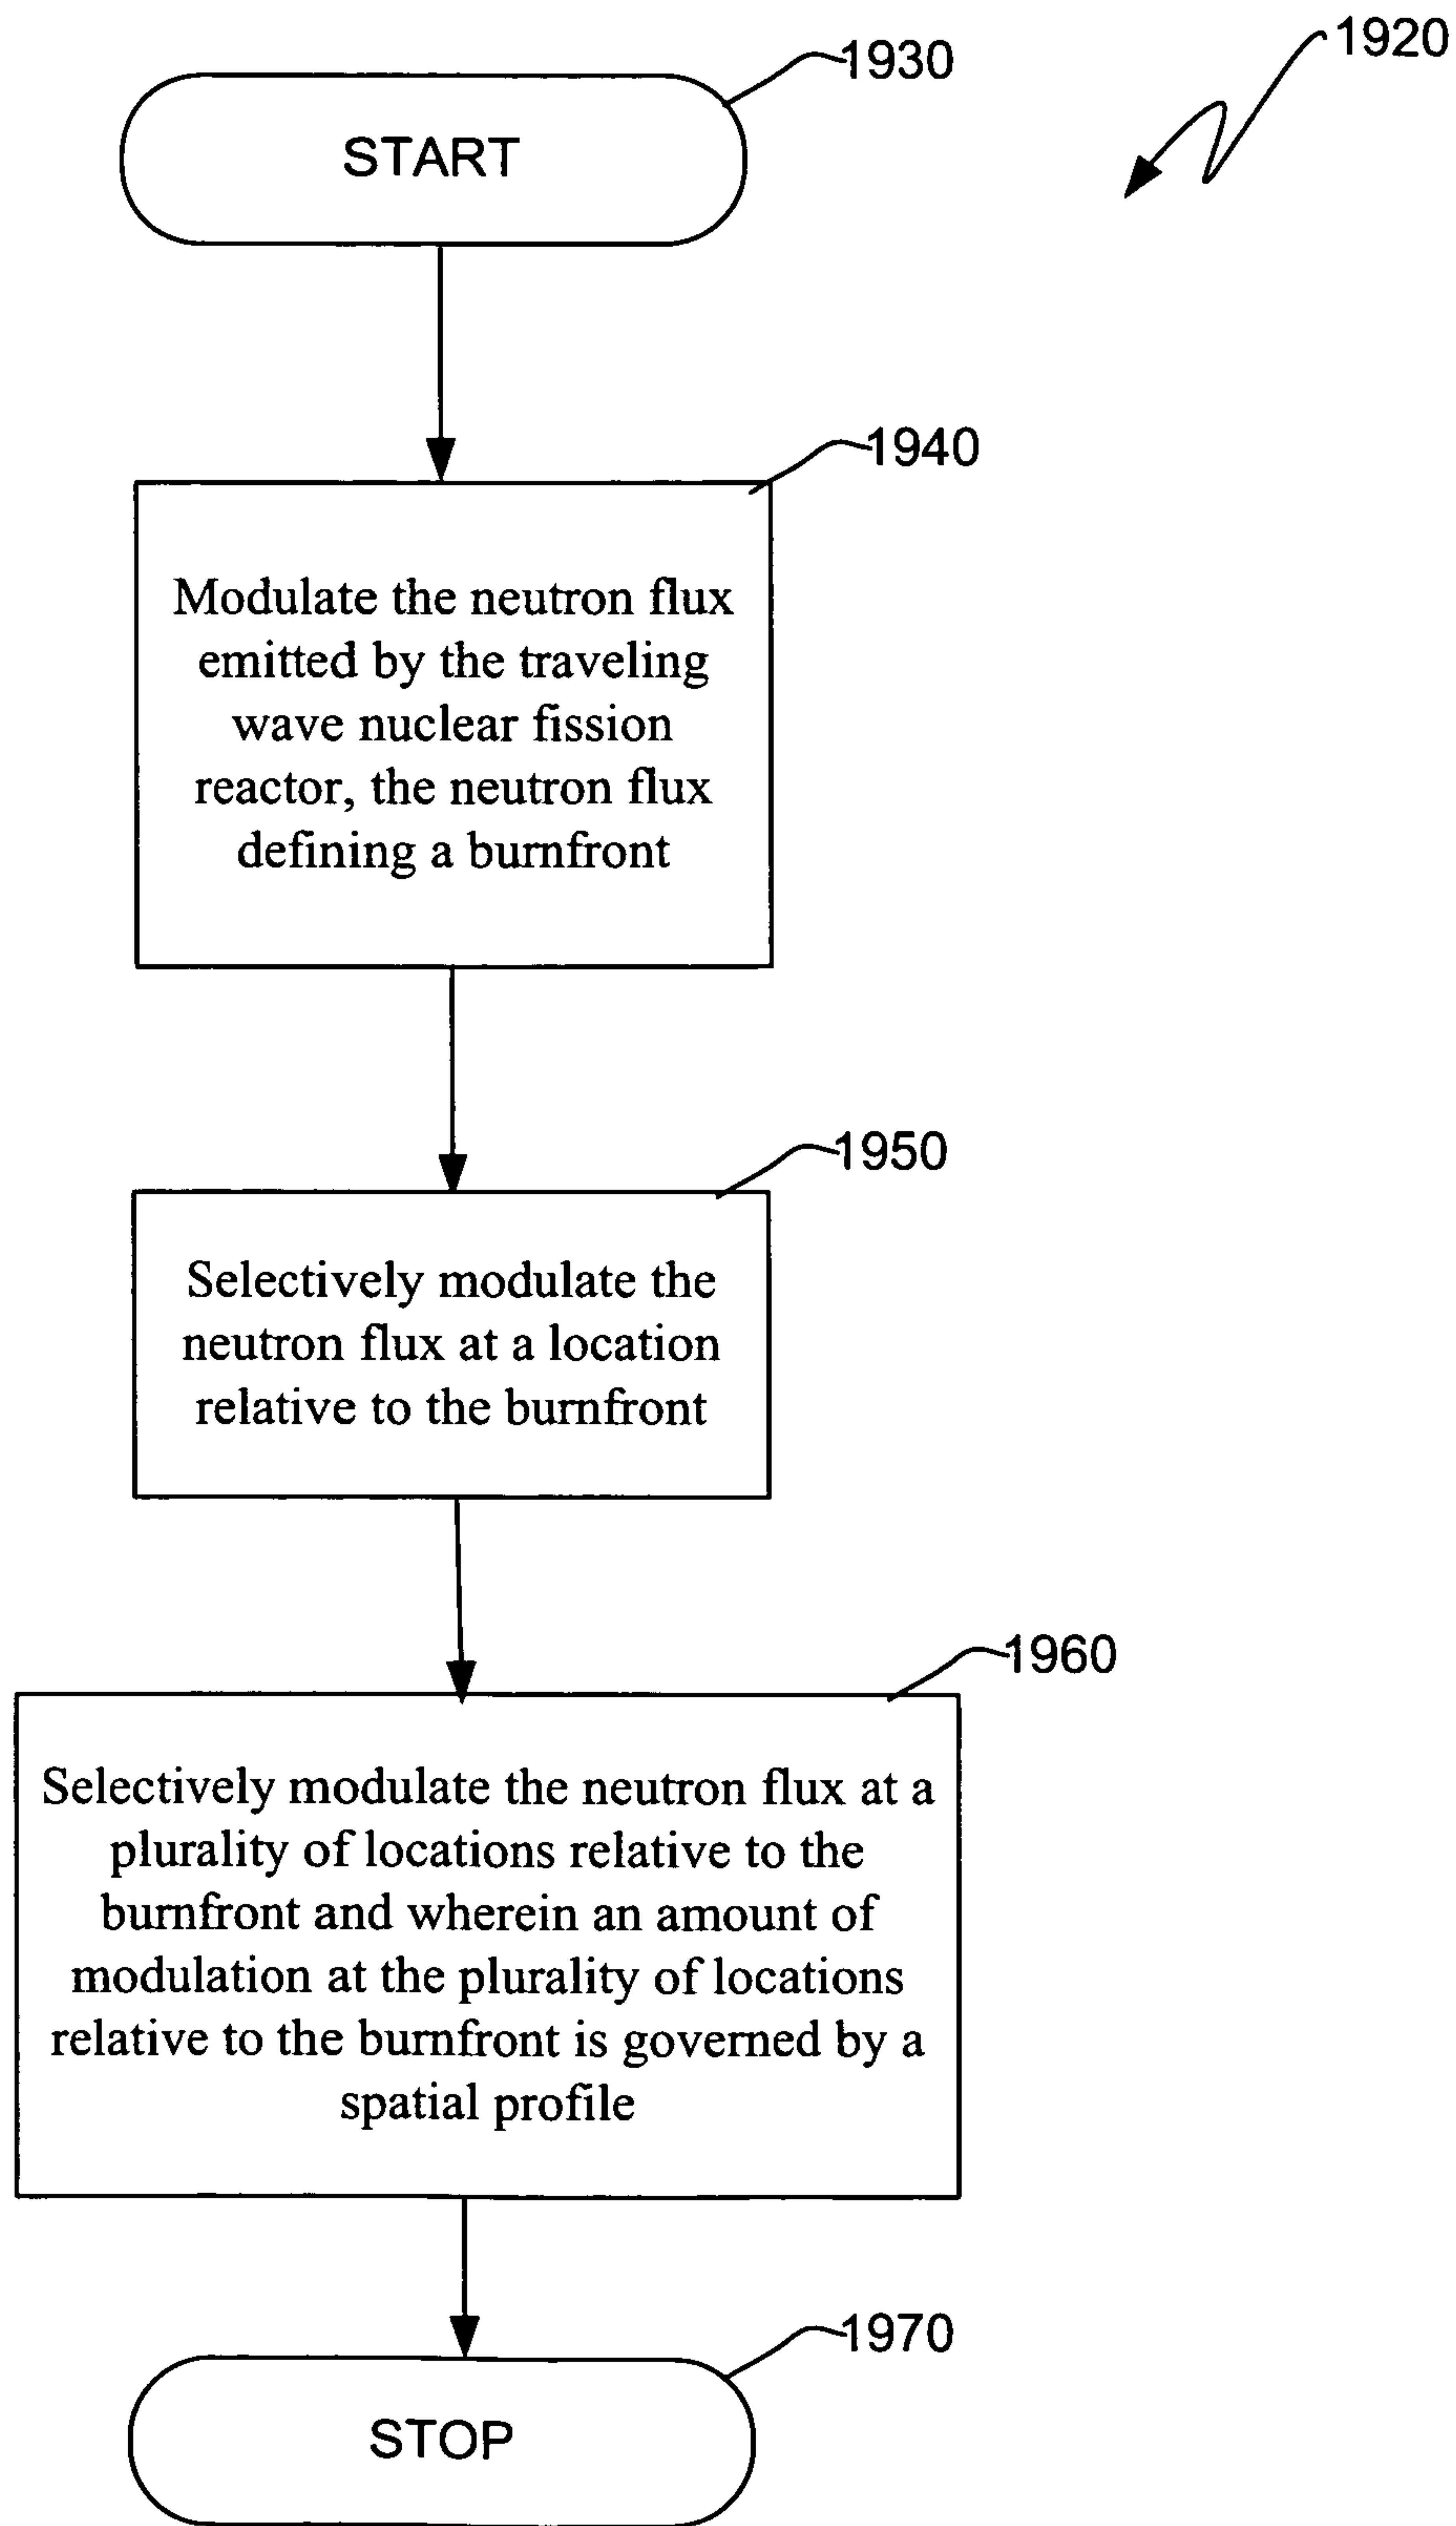 1920
1930
START
1940
Modulate the neutron flux
emitted by the traveling
wave nuclear fission
reactor, the neutron flux
defining a burnfront
1950
Selectively modulate the
neutron flux at a location
relative to the burnfront
1960
Selectively modulate the neutron flux at a
plurality of locations relative to the
burnfront and wherein an amount of
modulation at the plurality of locations
relative to the burnfront is governed by a
spatial profile
1970
STOP